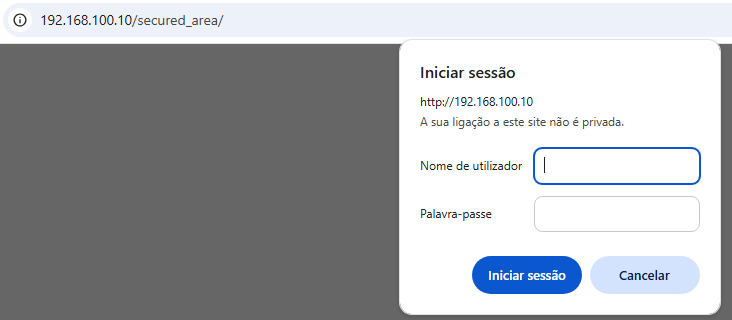 192.168.100.10/secured_area/
Iniciar sessão
http://192.168.100.10
A sua ligação a este site não é privada.
Nome de utilizador
Palavra-passe
Iniciar sessão Cancelar